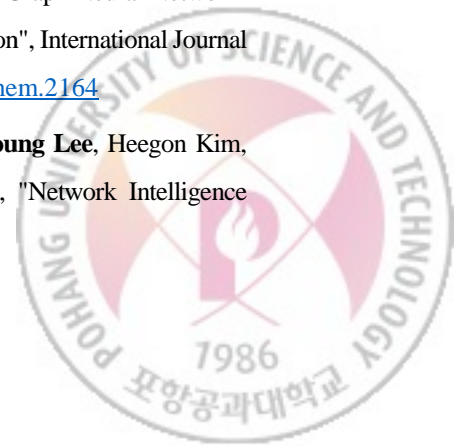 on", International Journal
nem.2164
oung Lee, Heegon Kim,
, "Network Intelligence
POHANG UNIVERSITY OF SCIENCE AND TECHNOLOGY
1986
포항공과대학교